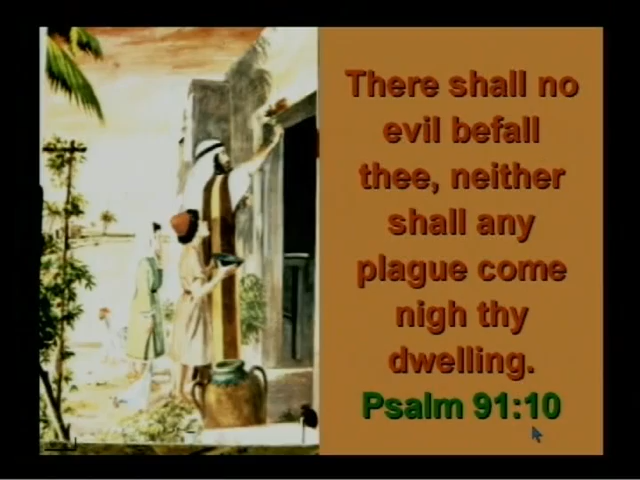 There shall no
evil befall
thee, neither
shall any
plague come
nigh thy
dwelling.
Psalm 91:10